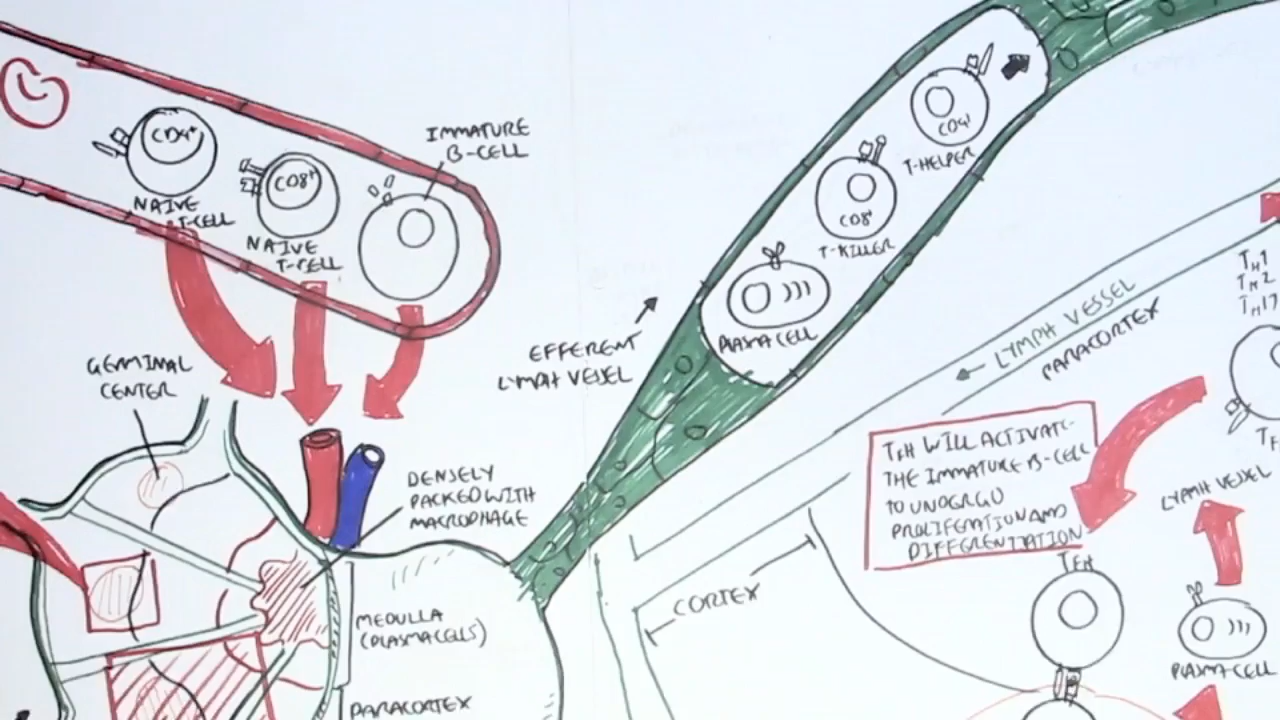 CD4+
NAIVE
T-CELL
CD8+
NAIVE
T-CELL
IMMATURE
B-CELL
GERMINAL
CENTER
DENSELY
PACKED WITH
MACROPHAGE
MEDULLA
(PLASMA CELLS)
PARACORTEX
EFFERENT
LYMPH VESSEL
PLASMA CELL
CD8+
T-KILLER
CD4+
T-HELPER
LYMPH VESSEL
PARACORTEX
CORTEX
TFH WILL ACTIVATE
THE IMMATURE B-CELL
TO UNDERGO
PROLIFERATION AND
DIFFERENTIATION
TFH
TH1
TH2
TH17
LYMPH VESSEL
PLASMA CELL